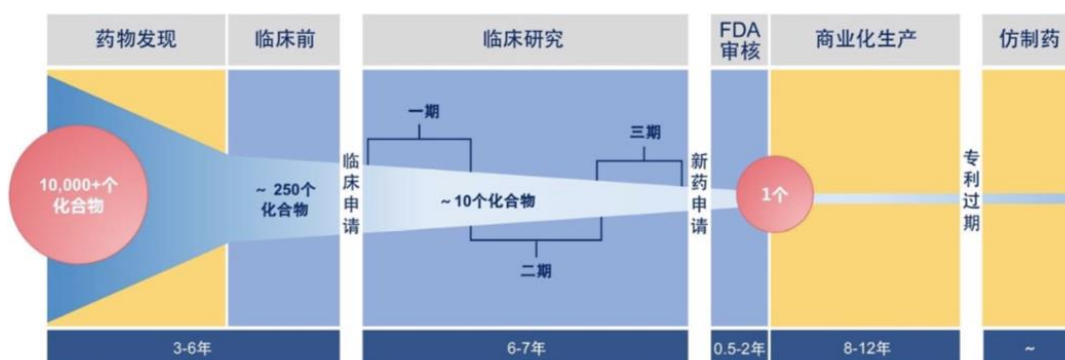 药物发现
临床前
临床研究
FDA
审核
商业化生产
仿制药
一期
三期
10,000+个
化合物
~ 250个
化合物
临床申请
~10个化合物
新药申请
1个
专利过期
二期
3-6年
6-7年
0.5-2年
8-12年
~